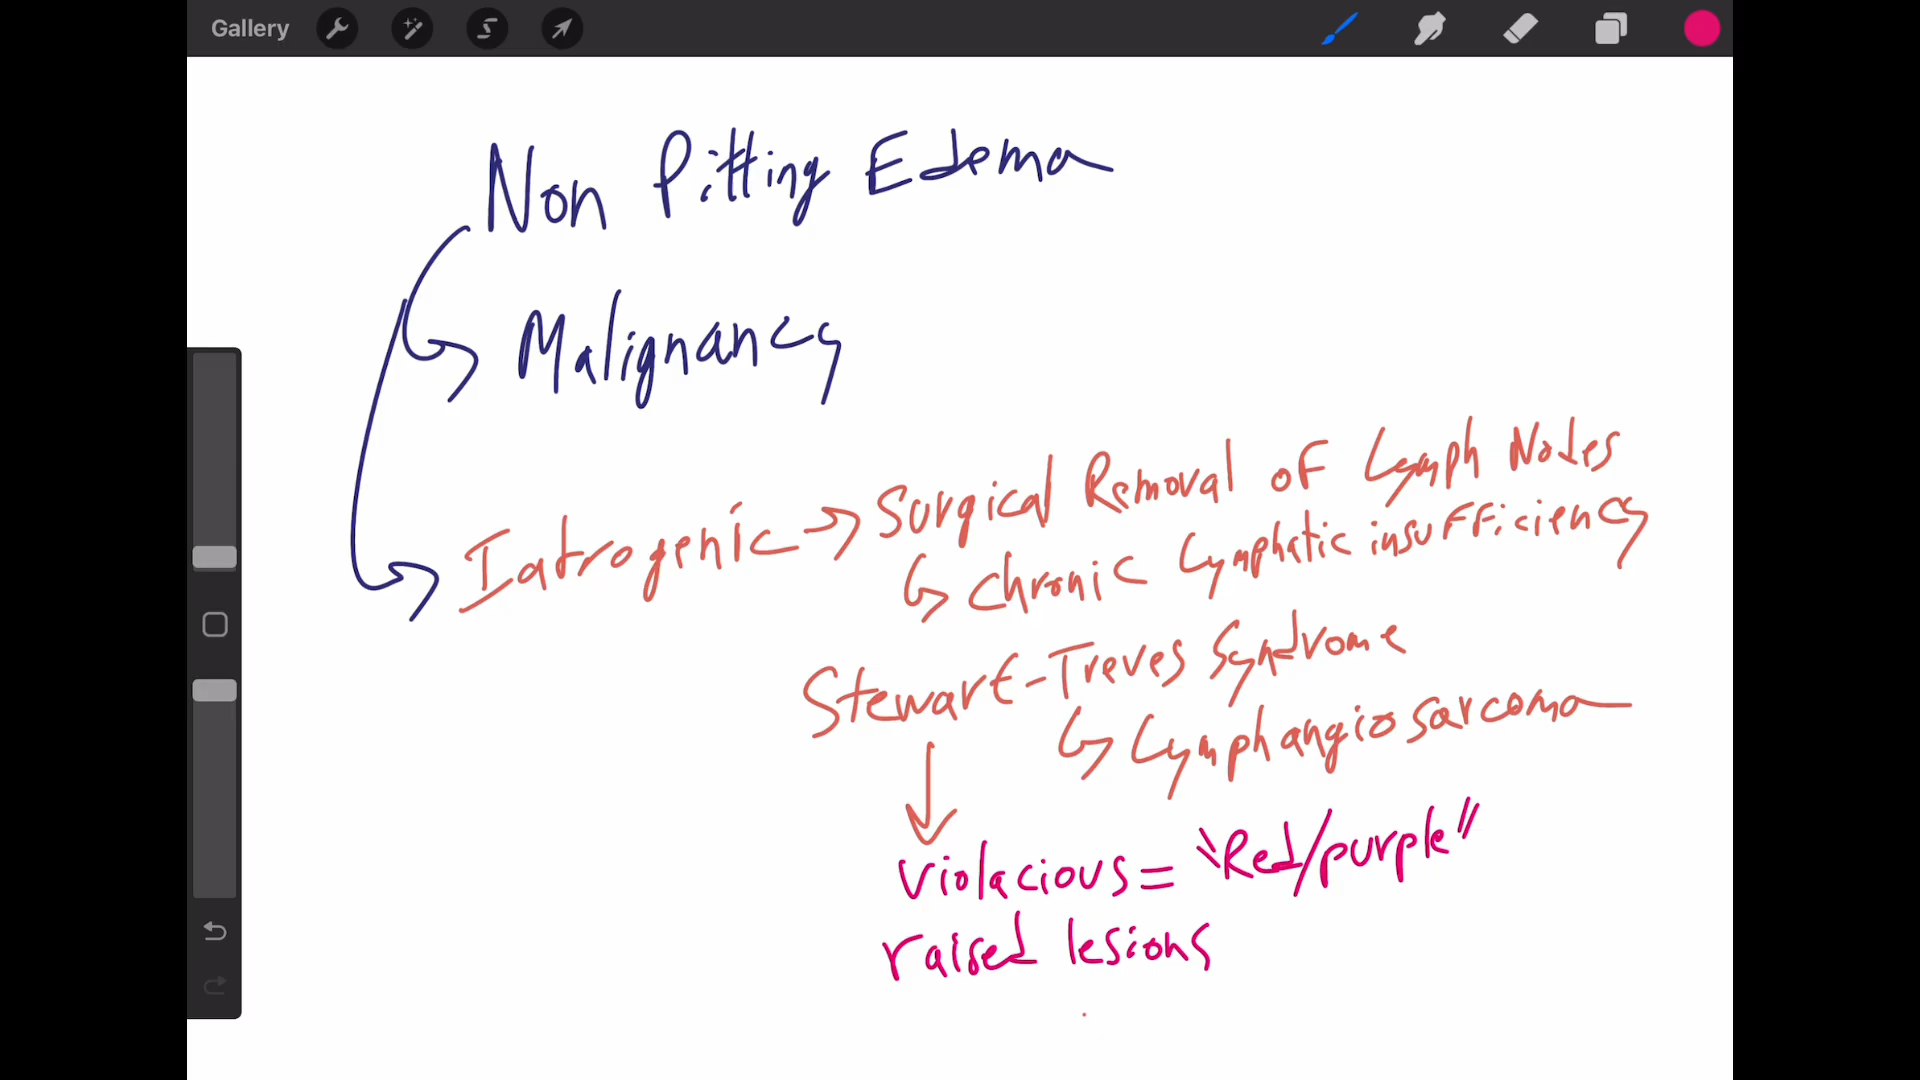 Gallery
Non Pitting Edema
Malignancy
Iatrogenic → Surgical Removal of Lymph Nodes
↳ Chronic Lymphatic insufficiency
Stewart-Treves Syndrome
↳ Lymphangiosarcoma
violacious = "Red/purple"
raised lesions